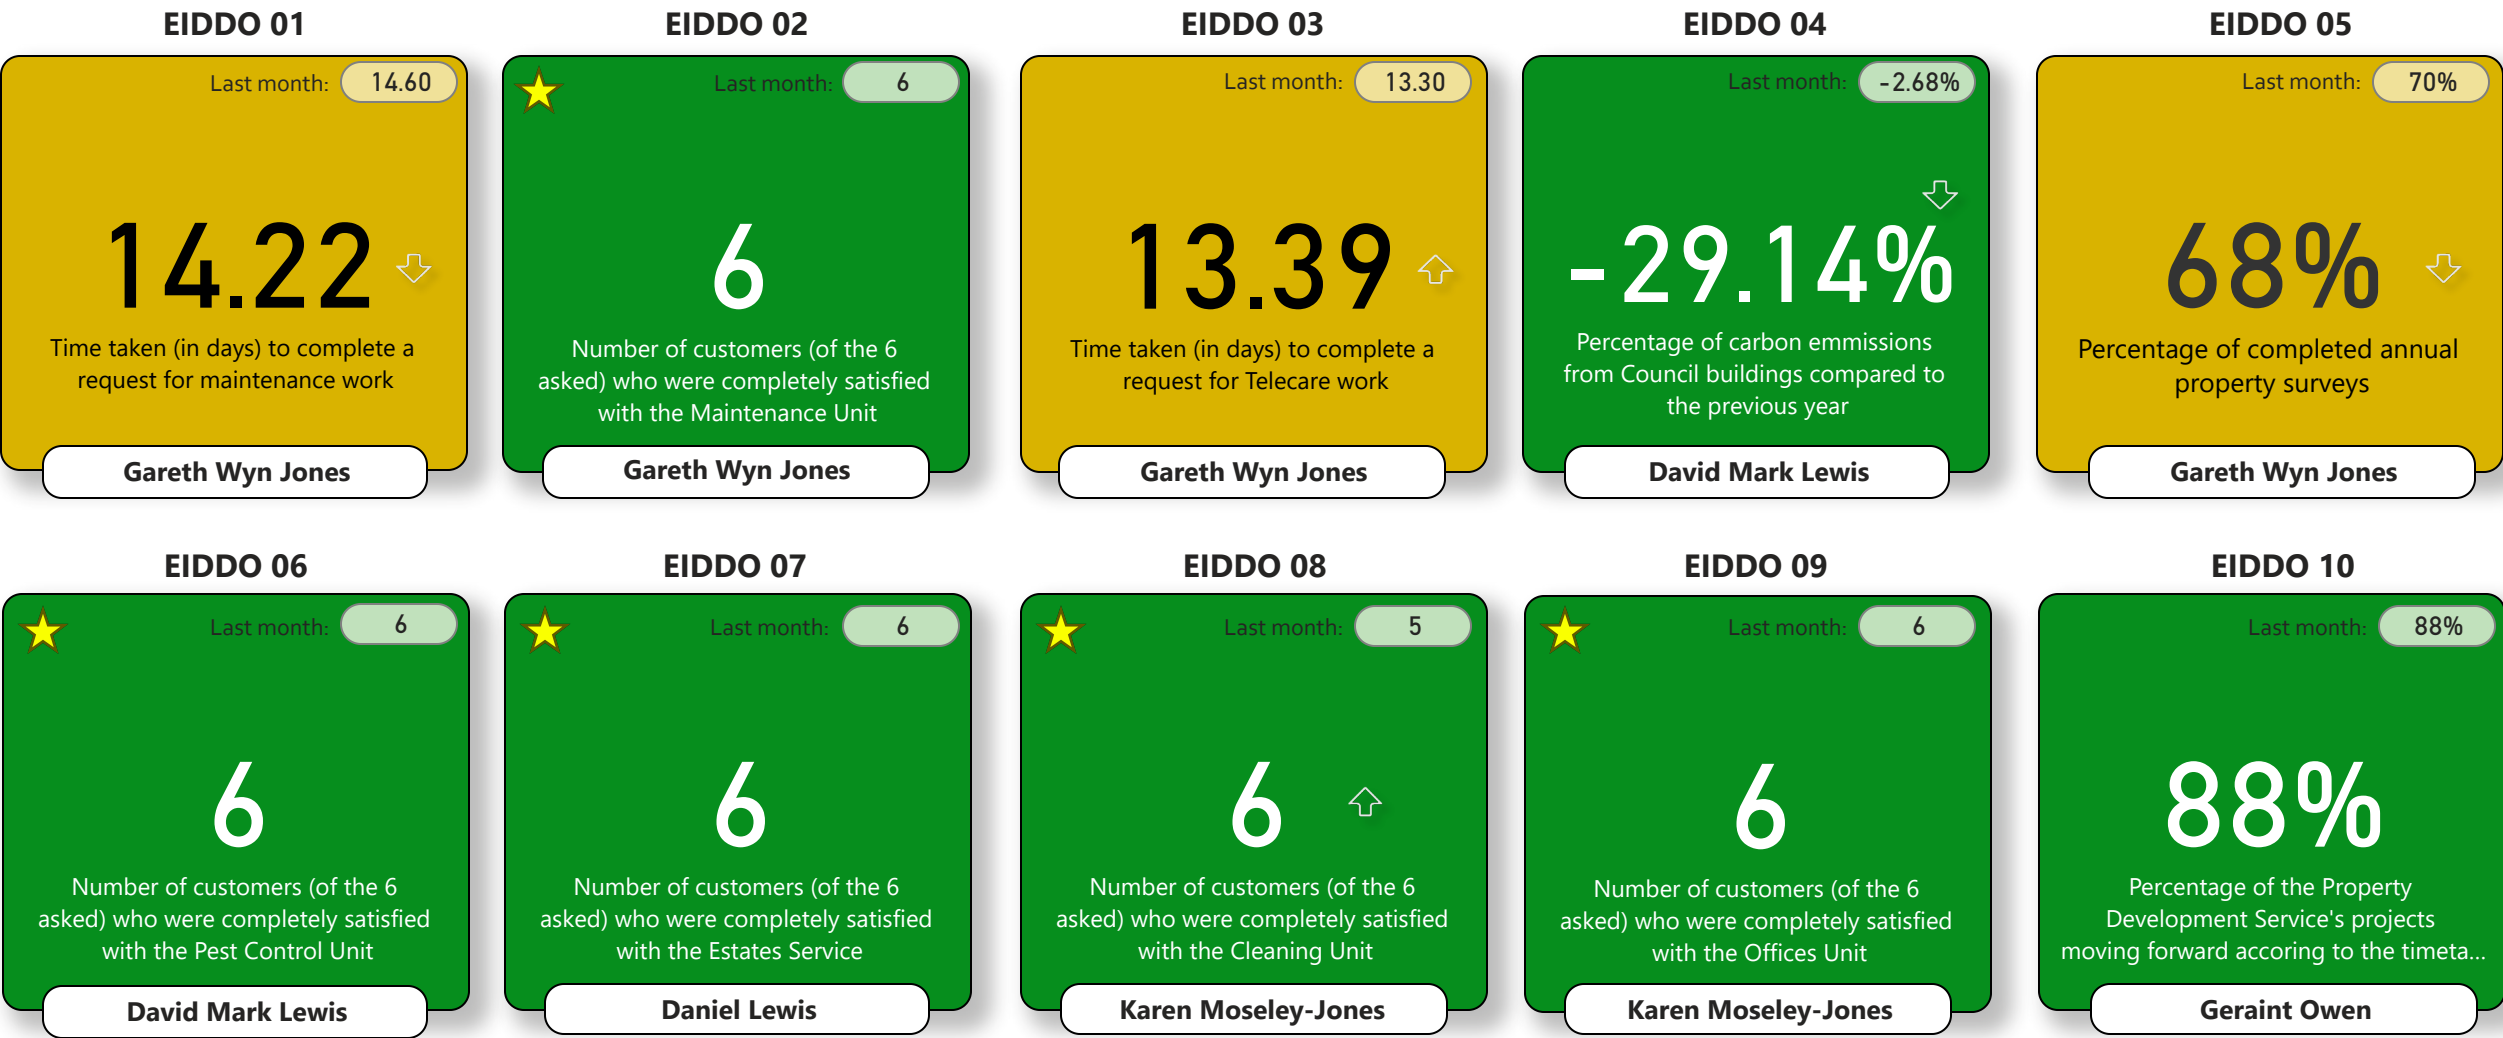 EIDDO 01
Last month: 14.60
14.22
Time taken (in days) to complete a
request for maintenance work
Gareth Wyn Jones
EIDDO 02
Last month: 6
6
Number of customers (of the 6
asked) who were completely satisfied
with the Maintenance Unit
Gareth Wyn Jones
EIDDO 03
Last month: 13.30
13.39
Time taken (in days) to complete a
request for Telecare work
Gareth Wyn Jones
EIDDO 04
Last month: -2.68%
-29.14%
Percentage of carbon emmissions
from Council buildings compared to
the previous year
David Mark Lewis
EIDDO 05
Last month: 70%
68%
Percentage of completed annual
property surveys
Gareth Wyn Jones
EIDDO 06
Last month: 6
6
Number of customers (of the 6
asked) who were completely satisfied
with the Pest Control Unit
David Mark Lewis
EIDDO 07
Last month: 6
6
Number of customers (of the 6
asked) who were completely satisfied
with the Estates Service
Daniel Lewis
EIDDO 08
Last month: 5
6
Number of customers (of the 6
asked) who were completely satisfied
with the Cleaning Unit
Karen Moseley-Jones
EIDDO 09
Last month: 6
6
Number of customers (of the 6
asked) who were completely satisfied
with the Offices Unit
Karen Moseley-Jones
EIDDO 10
Last month: 88%
88%
Percentage of the Property
Development Service's projects
moving forward accoring to the timeta...
Geraint Owen